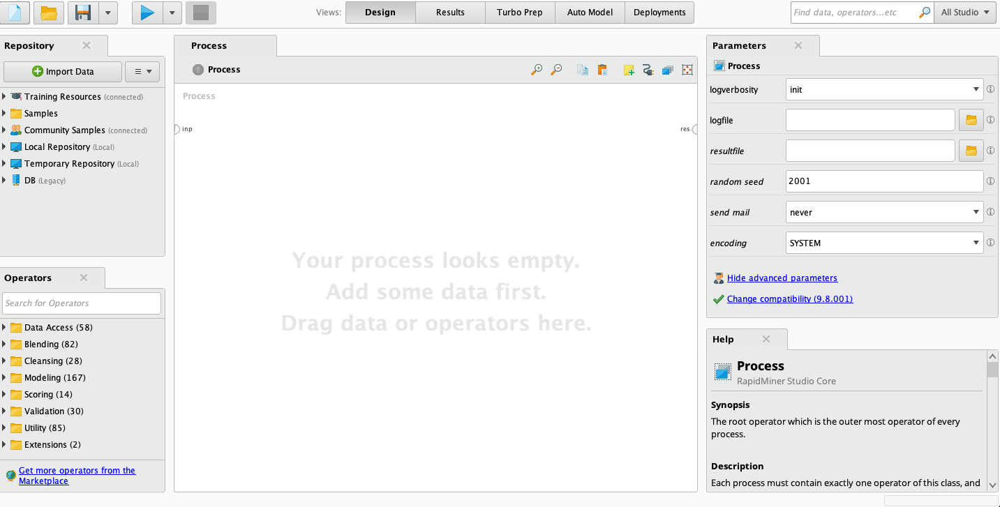 Views:
Design
Results
Turbo Prep
Auto Model
Deployments
Find data, operators...etc
All Studio
Repository
Import Data
Training Resources (connected)
Samples
Community Samples (connected)
Local Repository (Local)
Temporary Repository (Local)
DB (Legacy)
Operators
Search for Operators
Data Access (58)
Blending (82)
Cleansing (28)
Modeling (167)
Scoring (14)
Validation (30)
Utility (85)
Extensions (2)
Get more operators from the
Marketplace
Process
Process
Process
inp
res
Your process looks empty.
Add some data first.
Drag data or operators here.
Parameters
Process
logverbosity
init
logfile
resultfile
random seed
2001
send mail
never
encoding
SYSTEM
Hide advanced parameters
Change compatibility (9.8.001)
Help
Process
RapidMiner Studio Core
Synopsis
The root operator which is the outer most operator of every
process.
Description
Each process must contain exactly one operator of this class, and